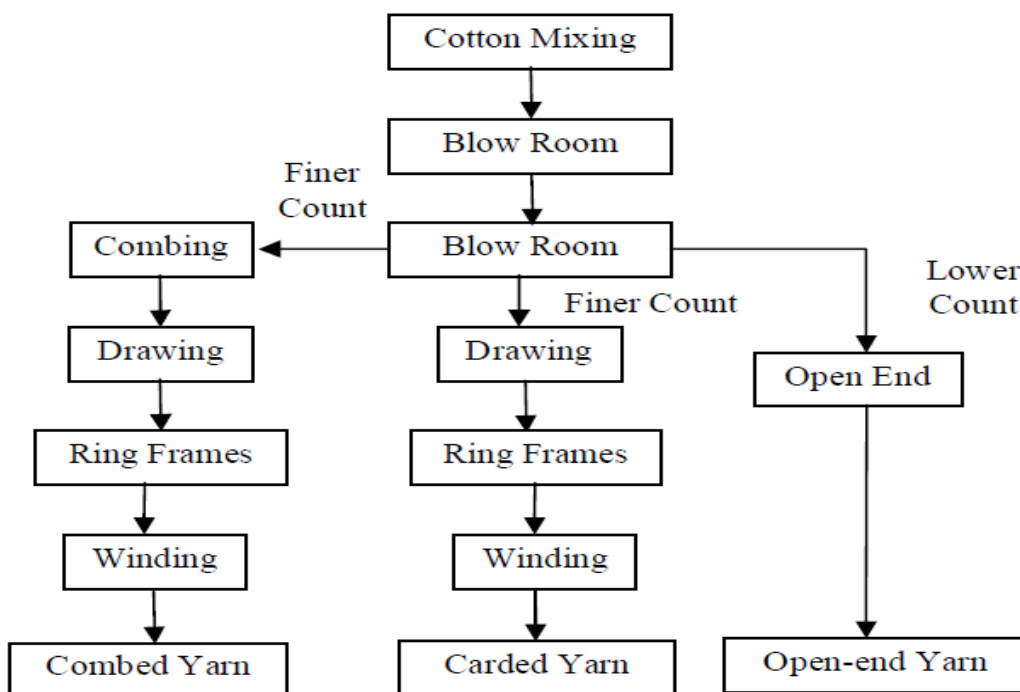 Cotton Mixing
Blow Room
Finer
Count
Combing
Blow Room
Lower
Count
Finer Count
Drawing
Drawing
Open End
Ring Frames
Ring Frames
Winding
Winding
Combed Yarn
Carded Yarn
Open-end Yarn